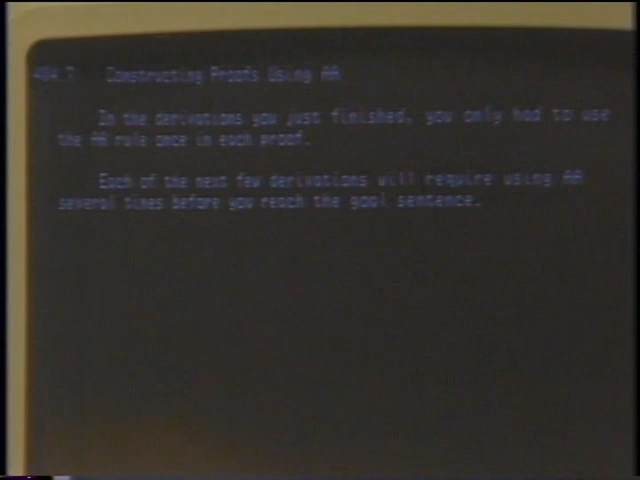 404.7 Constructing Proofs Using AA
In the derivations you just finished, you only had to use
the AA rule once in each proof.
Each of the next few derivations will require using AA
several times before you reach the goal sentence.